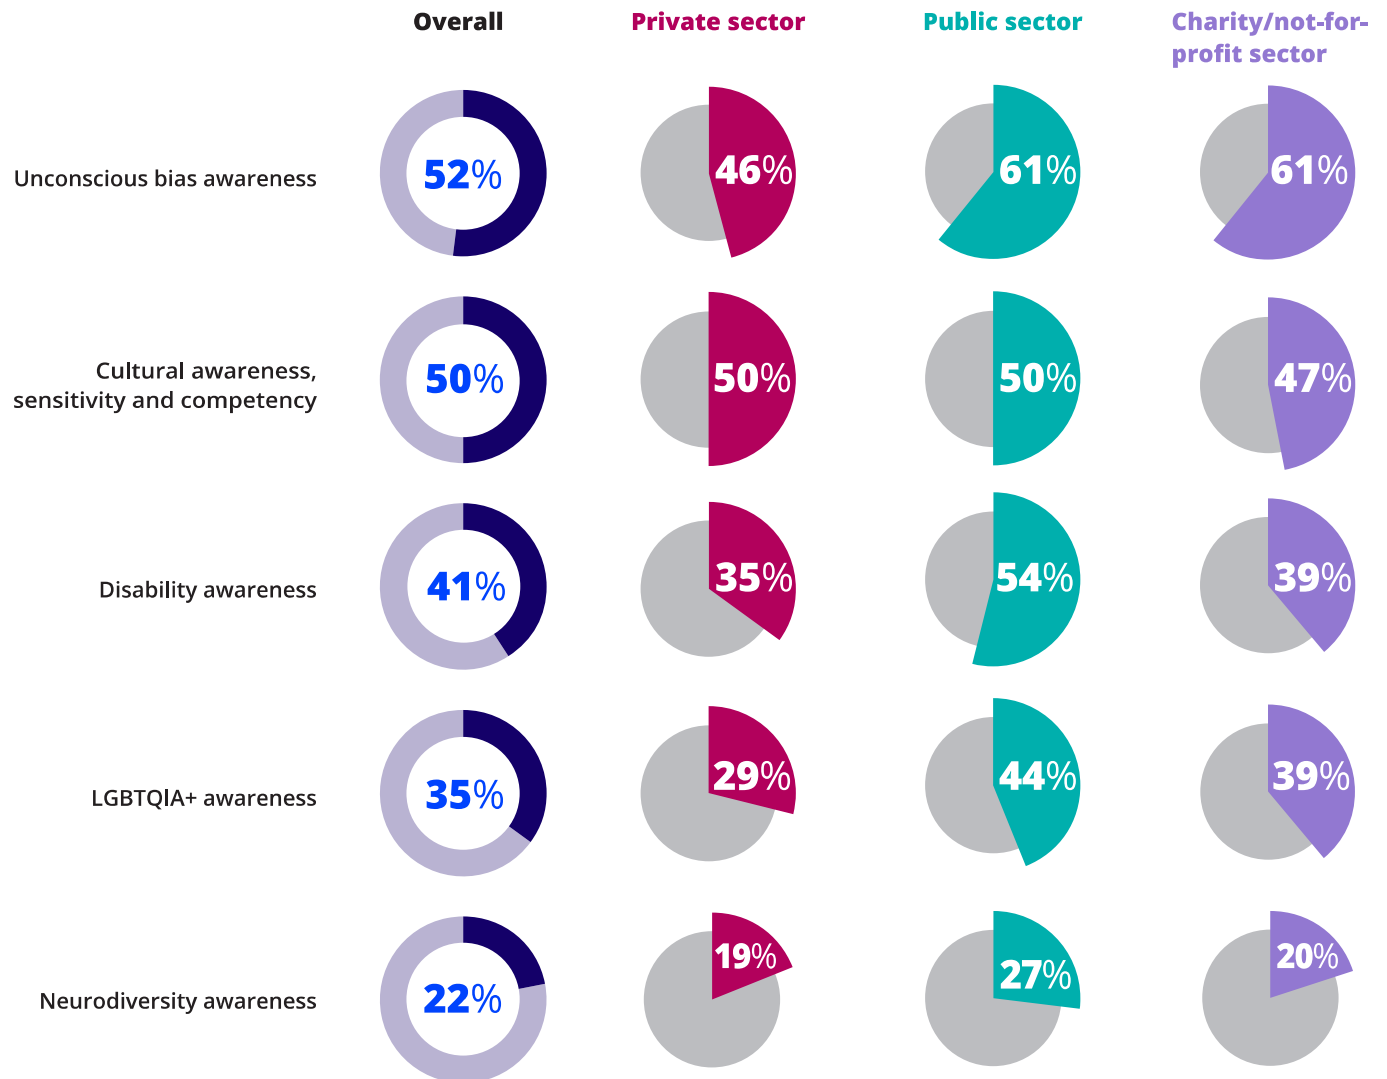 Overall
Private sector
Public sector
Charity/not-for-
profit sector
Unconscious bias awareness
52%
46%
61%
61%
Cultural awareness,
sensitivity and competency
50%
50%
50%
47%
Disability awareness
41%
35%
54%
39%
LGBTQIA+ awareness
35%
29%
44%
39%
Neurodiversity awareness
22%
19%
27%
20%